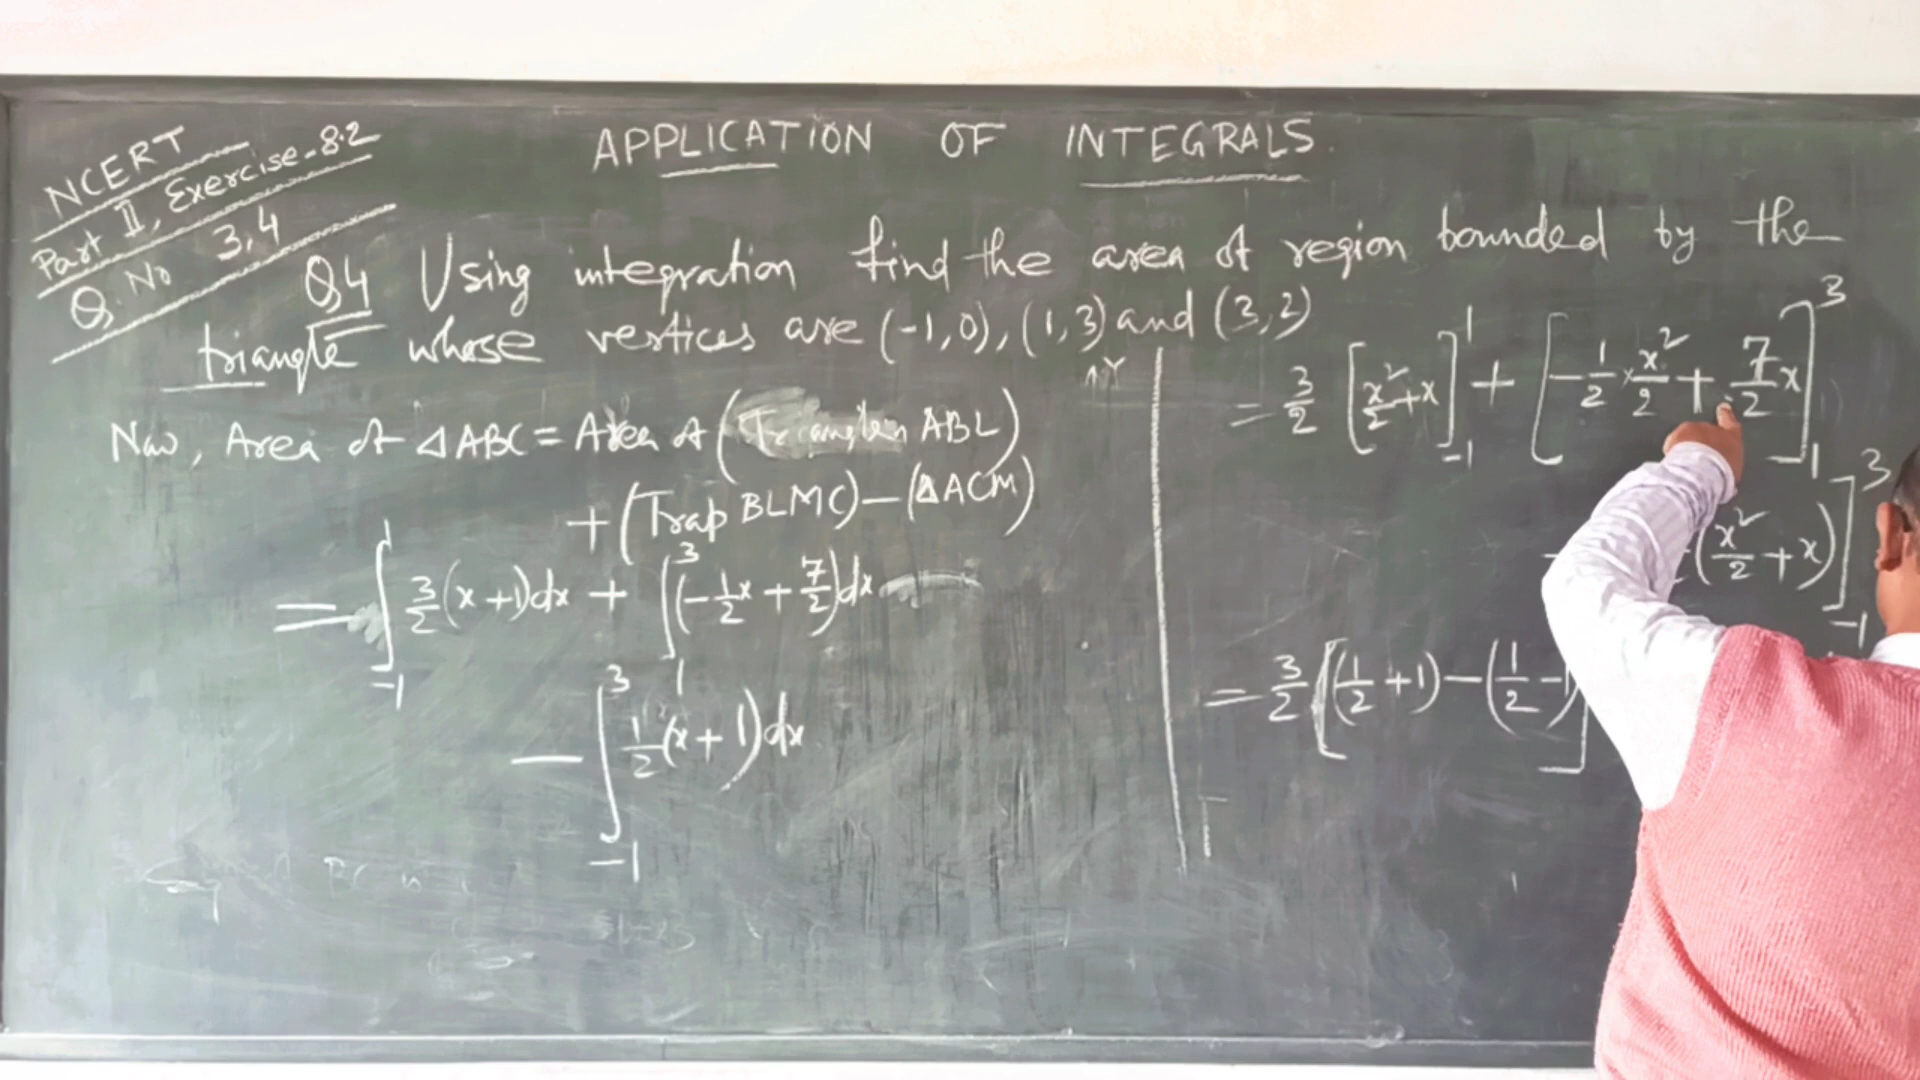 NCERT
Part II, Exercise-8.2
Q. No 3,4
APPLICATION OF INTEGRALS.
Q4 Using integration find the area of region bounded by the
triangle whose vertices are (-1,0), (1,3) and (3,2)
Now, Area of △ABC = Area of (Triangle ABL)
+ (Trap BLMC) - (△ACM)
= ∫_{-1}^{1} 3/2 (x+1)dx + ∫_{1}^{3} (-1/2 x + 7/2)dx
- ∫_{-1}^{3} 1/2 (x+1)dx
Y
= 3/2 [x²/2 + x]_{-1}^{1} + [-1/2 × x²/2 + 7/2 x]_{1}^{3}
(x²/2 + x)]_{-1}^{3}
= 3/2 [(1/2 + 1) - (1/2 - 1)]